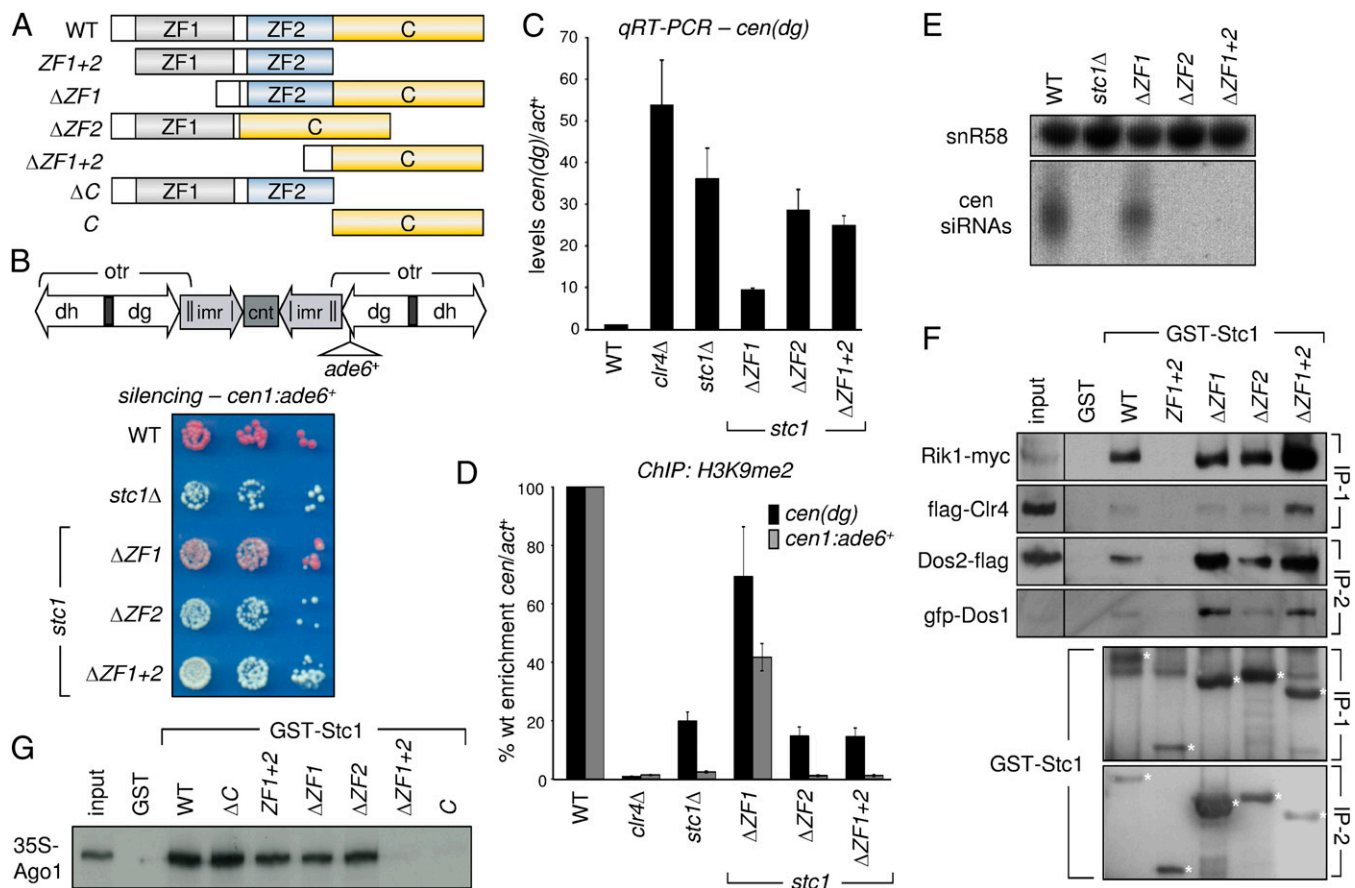 A
WT ZF1 ZF2 C
ZF1+2 ZF1 ZF2
ΔZF1 ZF2 C
ΔZF2 ZF1 C
ΔZF1+2 C
ΔC ZF1 ZF2
C C
B
otr otr
dh dg imr cnt imr dg dh
ade6+
silencing – cen1:ade6+
WT
stc1Δ
ΔZF1
ΔZF2
ΔZF1+2
stc1
C
qRT-PCR – cen(dg)
levels cen(dg)/act+
70
60
50
40
30
20
10
0
WT clr4Δ stc1Δ ΔZF1 ΔZF2 ΔZF1+2
stc1
D
ChIP: H3K9me2
cen(dg)
cen1:ade6+
% wt enrichment cen/act+
100
80
60
40
20
0
WT clr4Δ stc1Δ ΔZF1 ΔZF2 ΔZF1+2
stc1
E
WT stc1Δ ΔZF1 ΔZF2 ΔZF1+2
snR58
cen
siRNAs
F
GST-Stc1
input GST WT ZF1+2 ΔZF1 ΔZF2 ΔZF1+2
Rik1-myc
flag-Clr4
IP-1
Dos2-flag
gfp-Dos1
IP-2
GST-Stc1
* * * * *
IP-1
* * * * *
IP-2
G
GST-Stc1
input GST WT ΔC ZF1+2 ΔZF1 ΔZF2 ΔZF1+2 C
35S-
Ago1